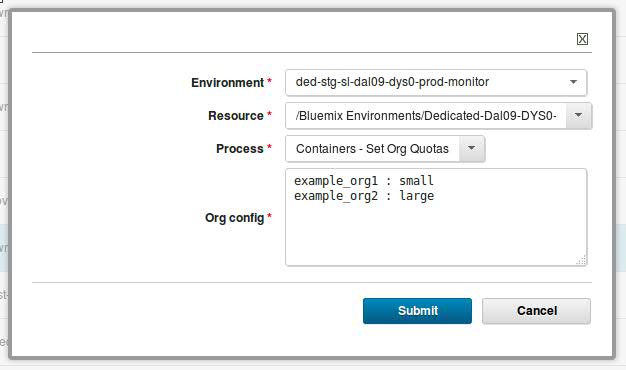 Environment * ded-stg-sl-dal09-dys0-prod-monitor
Resource * /Bluemix Environments/Dedicated-Dal09-DYS0-
Process * Containers - Set Org Quotas
example_org1 : small
example_org2 : large
Org config *
Submit Cancel